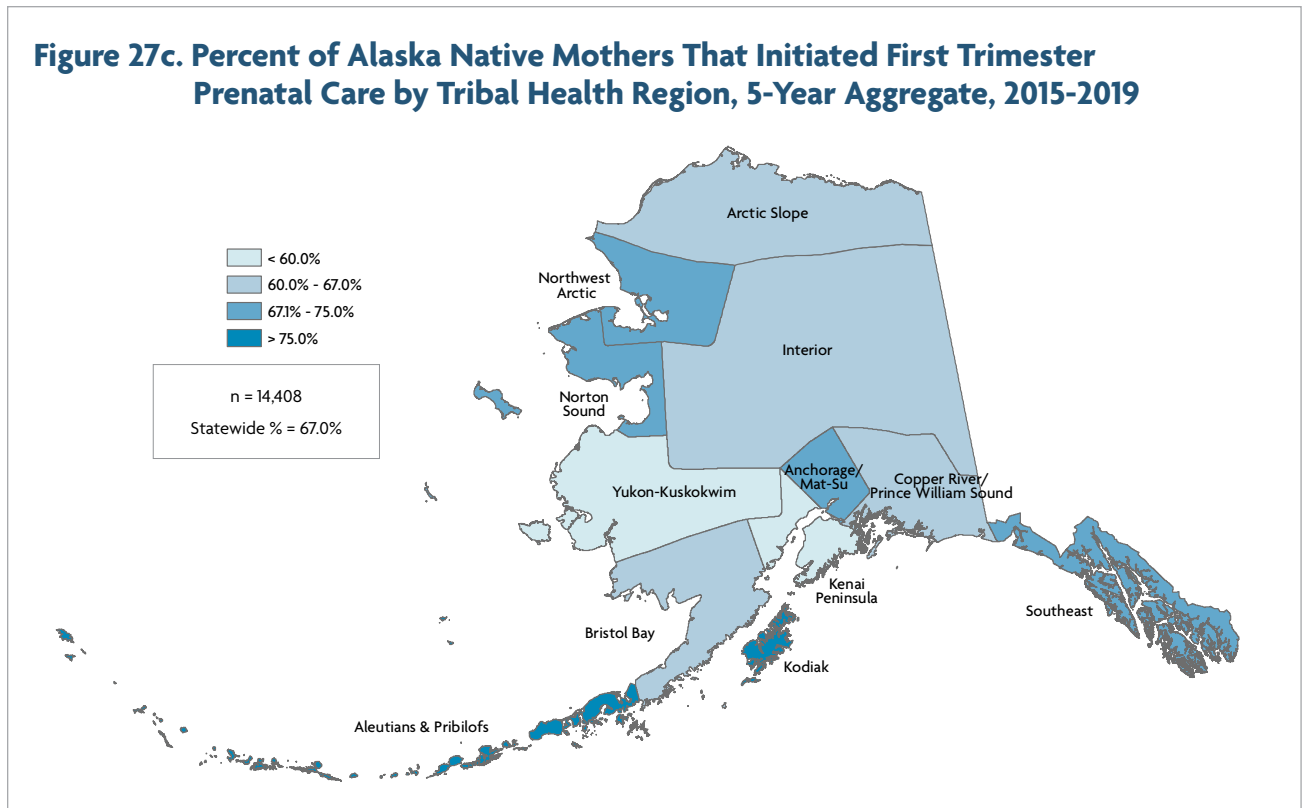 Figure 27c. Percent of Alaska Native Mothers That Initiated First Trimester
Prenatal Care by Tribal Health Region, 5-Year Aggregate, 2015-2019
< 60.0%
60.0% - 67.0%
67.1% - 75.0%
> 75.0%
n = 14,408
Statewide % = 67.0%
Arctic Slope
Northwest
Arctic
Interior
Norton
Sound
Anchorage/
Mat-Su
Copper River/
Prince William Sound
Yukon-Kuskokwim
Kenai
Peninsula
Southeast
Bristol Bay
Kodiak
Aleutians & Pribilofs